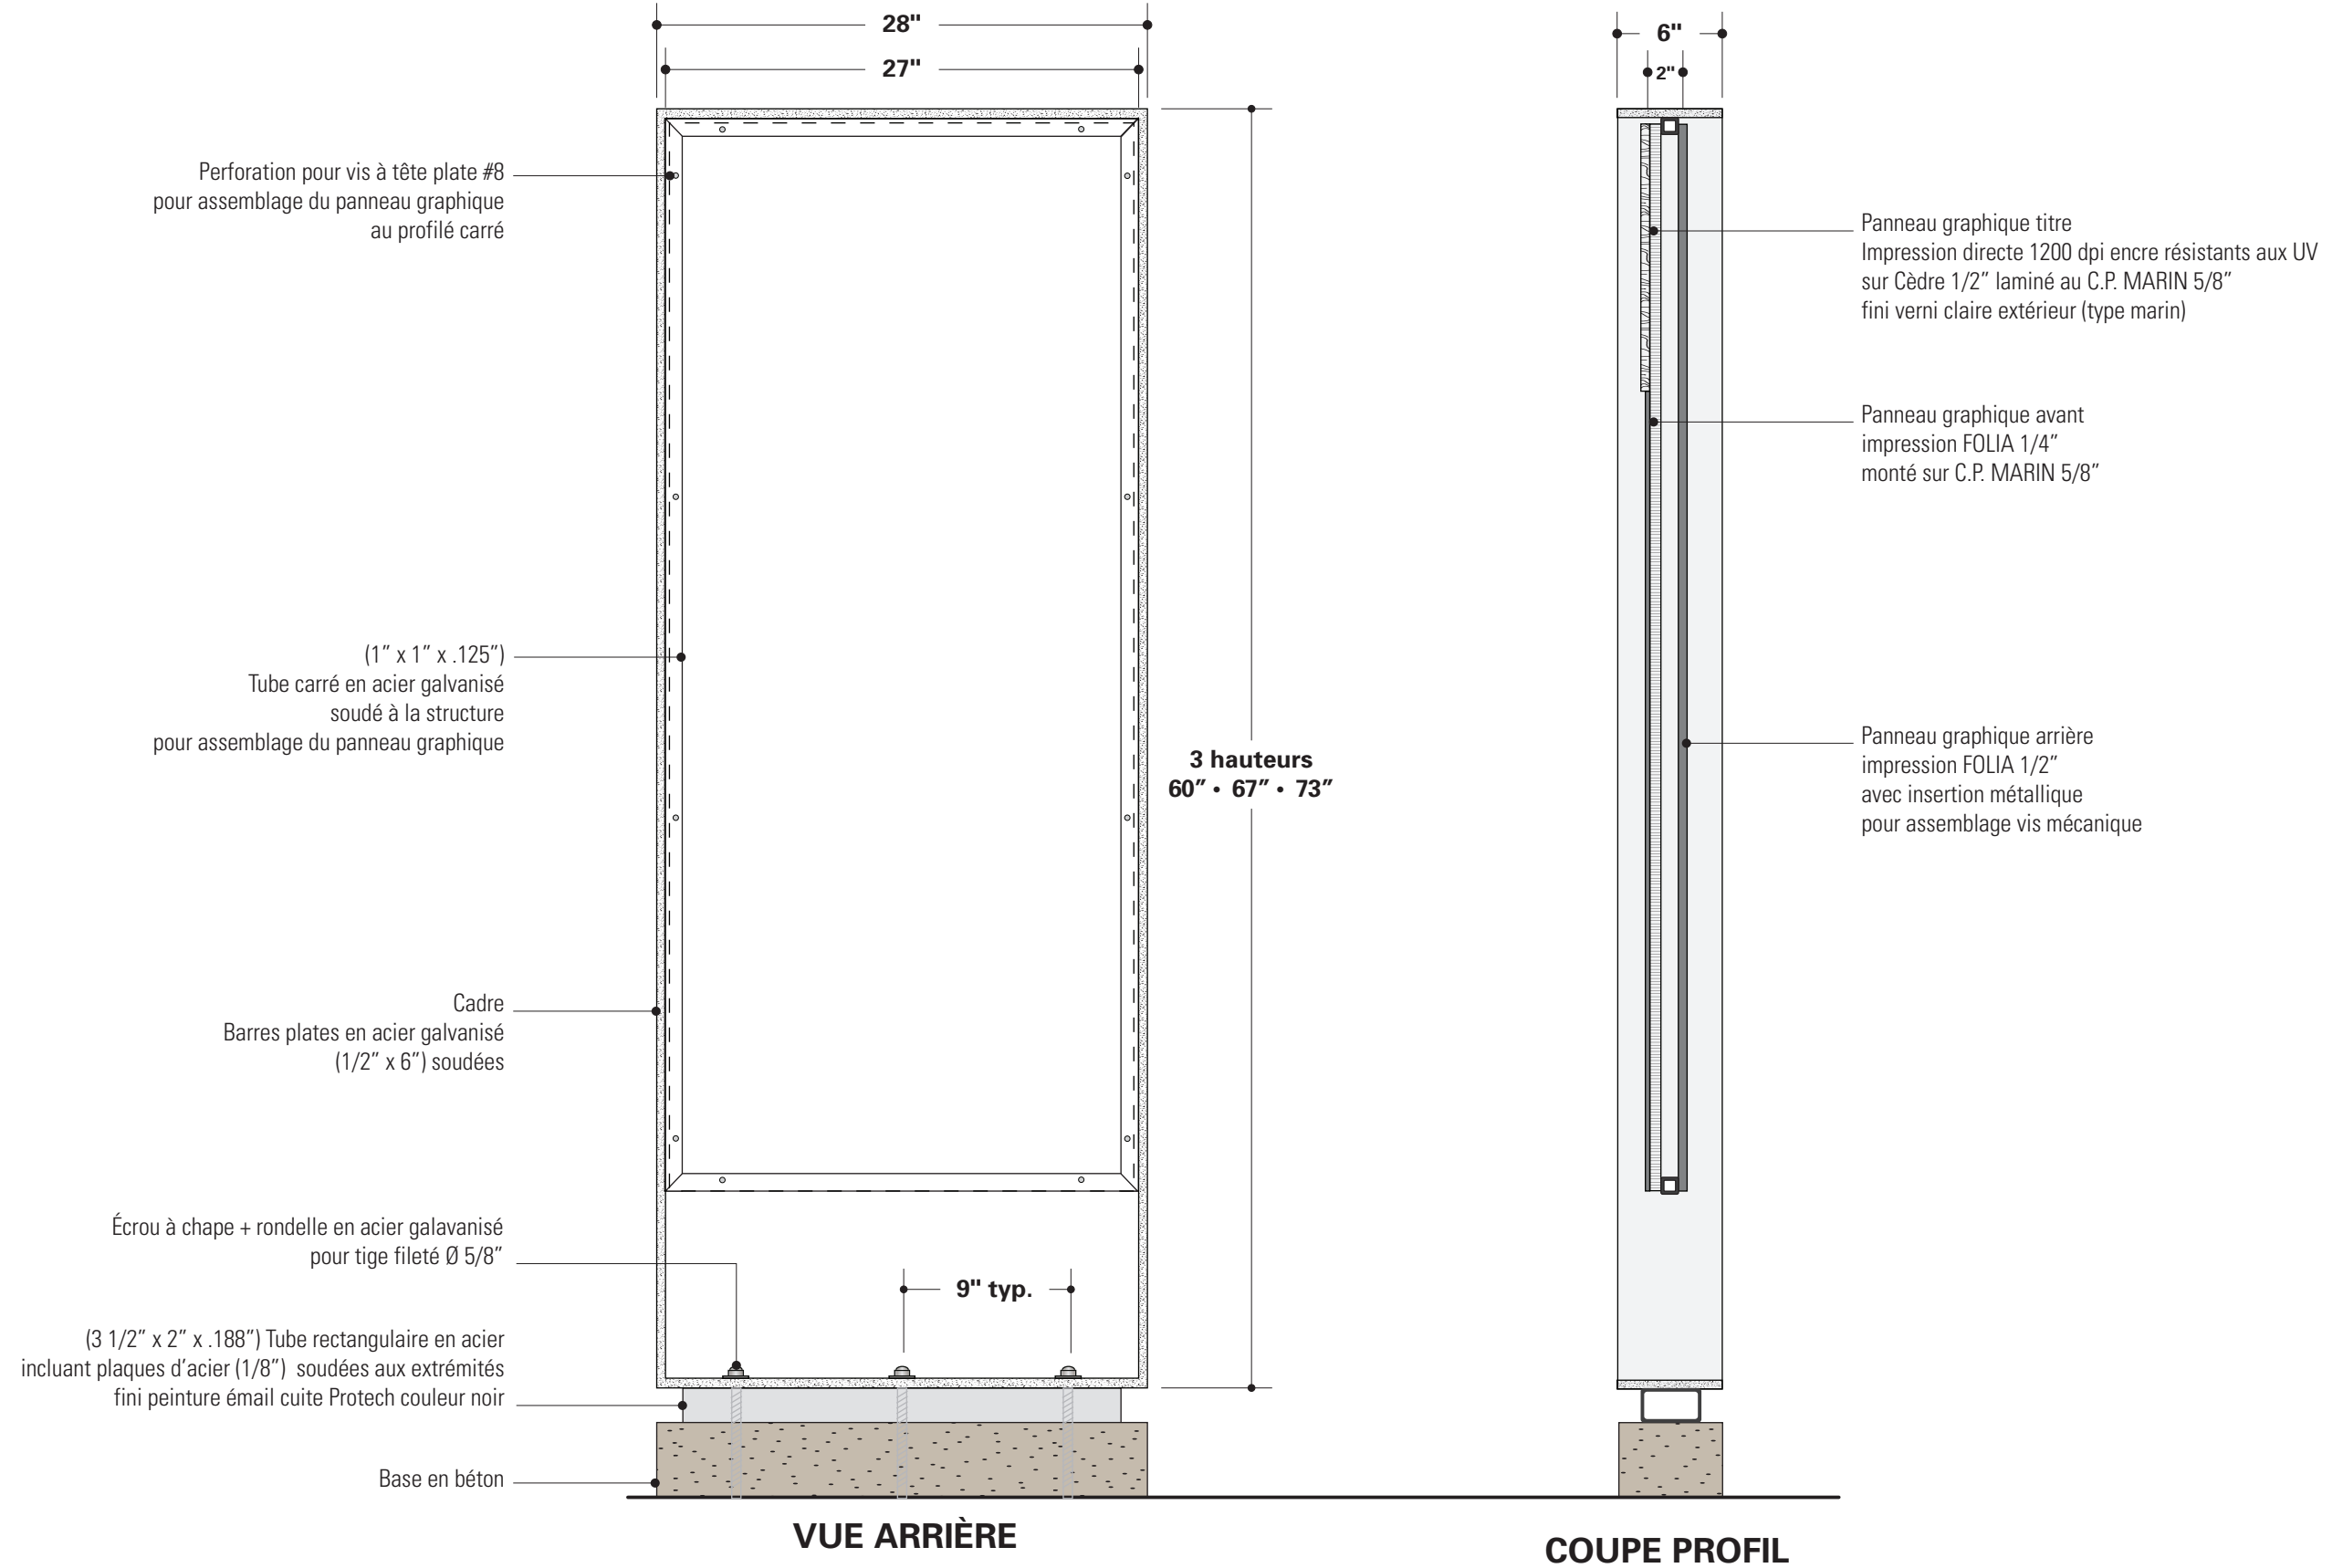 28"
27"
6"
2"
Perforation pour vis à tête plate #8
pour assemblage du panneau graphique
au profilé carré
(1” x 1” x .125”)
Tube carré en acier galvanisé
soudé à la structure
pour assemblage du panneau graphique
Cadre
Barres plates en acier galvanisé
(1/2” x 6”) soudées
Écrou à chape + rondelle en acier galavanisé
pour tige fileté Ø 5/8”
(3 1/2” x 2” x .188”) Tube rectangulaire en acier
incluant plaques d’acier (1/8”) soudées aux extrémités
fini peinture émail cuite Protech couleur noir
Base en béton
3 hauteurs
60” • 67” • 73”
9" typ.
Panneau graphique titre
Impression directe 1200 dpi encre résistants aux UV
sur Cèdre 1/2” laminé au C.P. MARIN 5/8”
fini verni claire extérieur (type marin)
Panneau graphique avant
impression FOLIA 1/4”
monté sur C.P. MARIN 5/8”
Panneau graphique arrière
impression FOLIA 1/2”
avec insertion métallique
pour assemblage vis mécanique
VUE ARRIÈRE
COUPE PROFIL